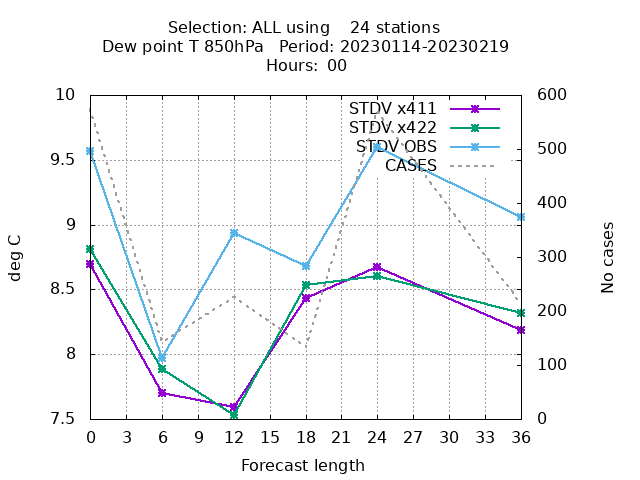 Selection: ALL using    24 stations
Dew point T 850hPa   Period: 20230114-20230219
Hours:  00
STDV x411
STDV x422
STDV OBS
CASES
deg C
10
9.5
9
8.5
8
7.5
600
500
400
300
200
100
0
No cases
0 3 6 9 12 15 18 21 24 27 30 33 36
Forecast length